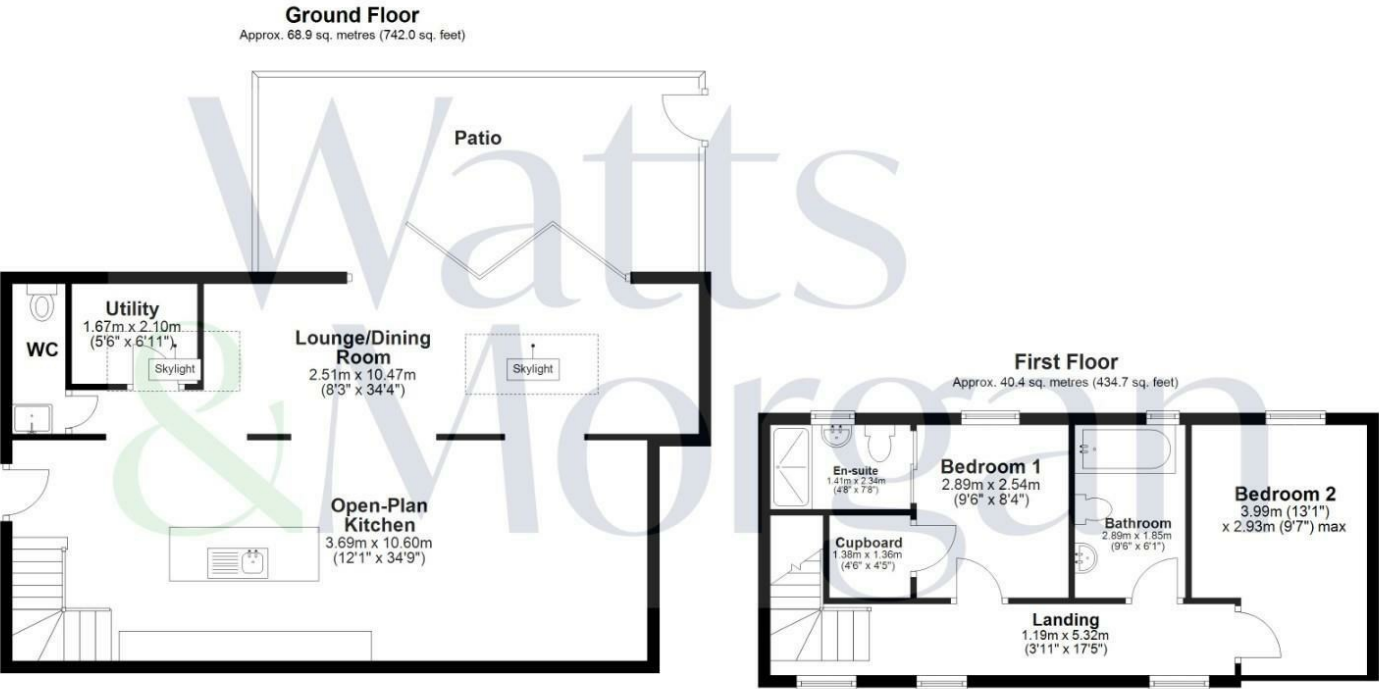 Ground Floor
Approx. 68.9 sq. metres (742.0 sq. feet)
Patio
Watts
& Morgan
Utility
1.67m x 2.10m
(5'6" x 6'11")
WC
Skylight
Lounge/Dining
Room
2.51m x 10.47m
(8'3" x 34'4")
Skylight
Open-Plan
Kitchen
3.69m x 10.60m
(12'1" x 34'9")
First Floor
Approx. 40.4 sq. metres (434.7 sq. feet)
En-suite
1.41m x 2.34m
(4'8" x 7'8")
Bedroom 1
2.89m x 2.54m
(9'6" x 8'4")
Bathroom
2.89m x 1.85m
(9'6" x 6'1")
Bedroom 2
3.99m (13'1")
x 2.93m (9'7") max
Cupboard
1.38m x 1.36m
(4'6" x 4'5")
Landing
1.19m x 5.32m
(3'11" x 17'5")